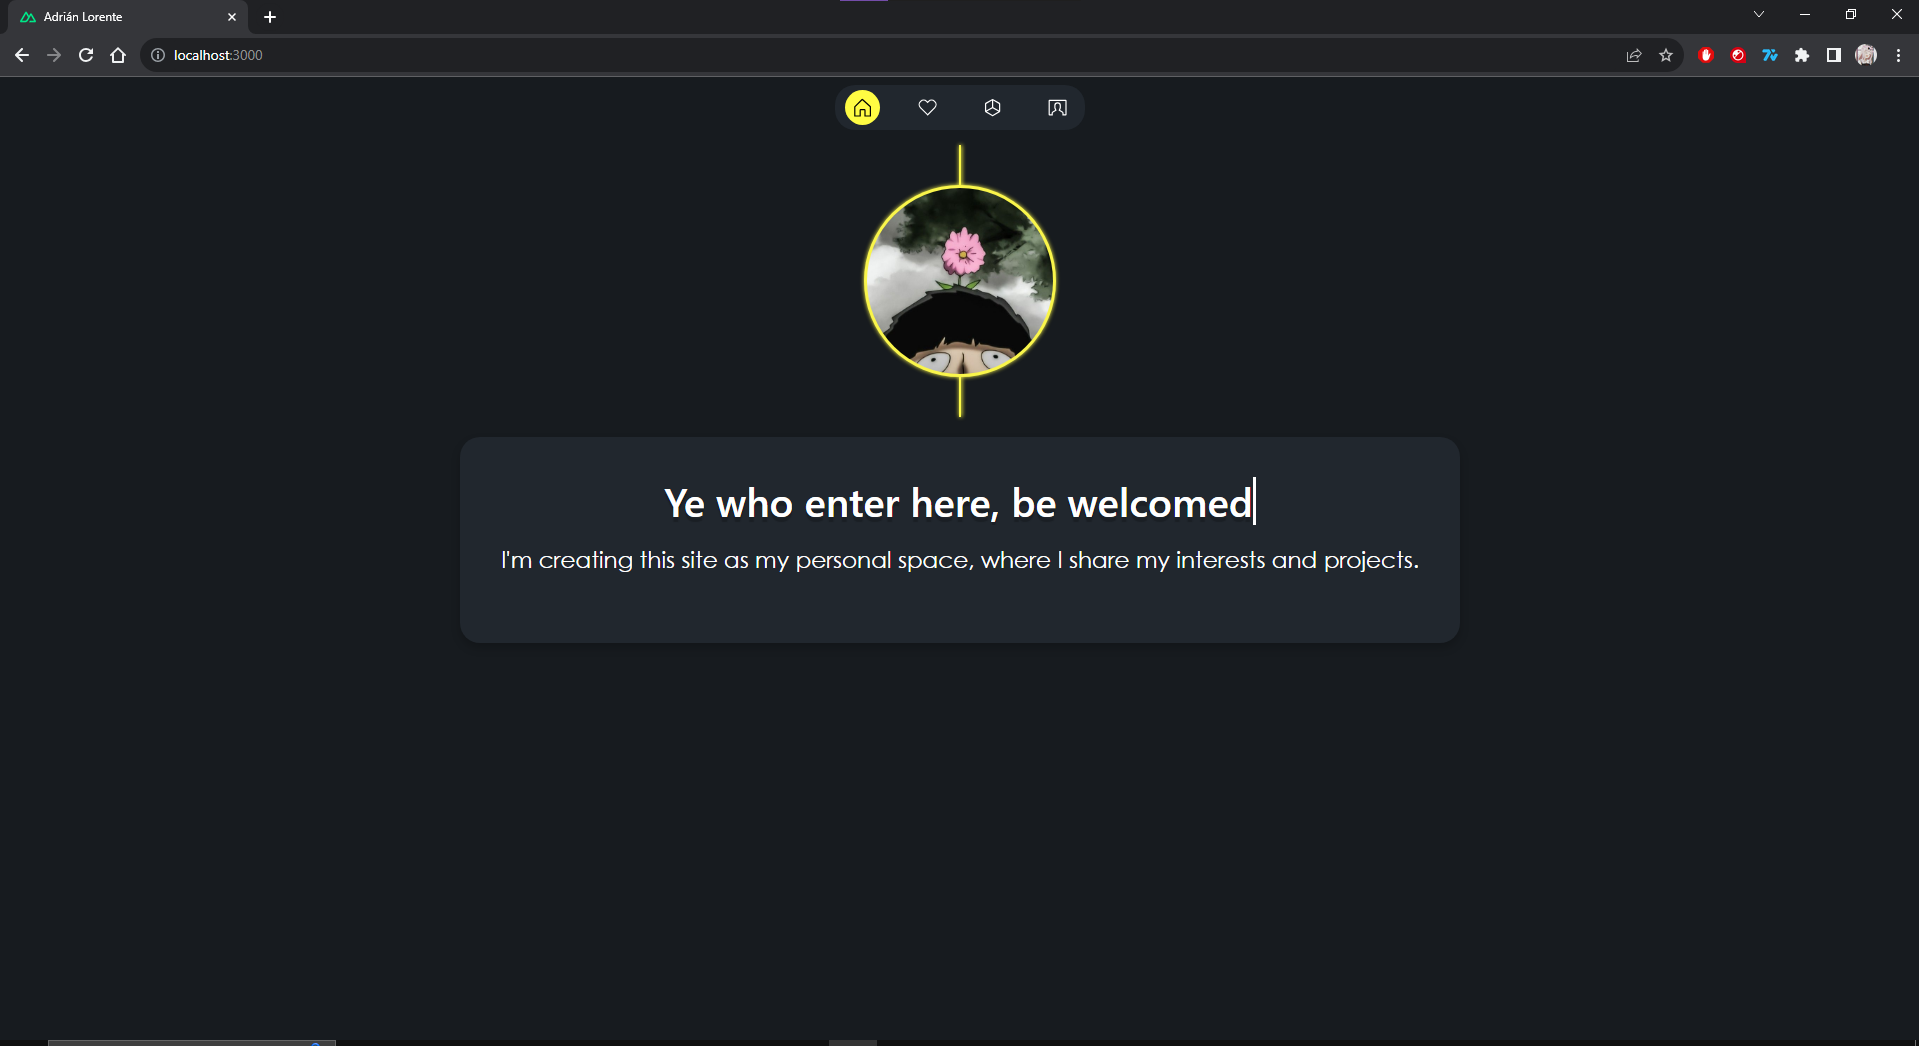 Adrián Lorente
localhost:3000
Ye who enter here, be welcomed
I'm creating this site as my personal space, where I share my interests and projects.